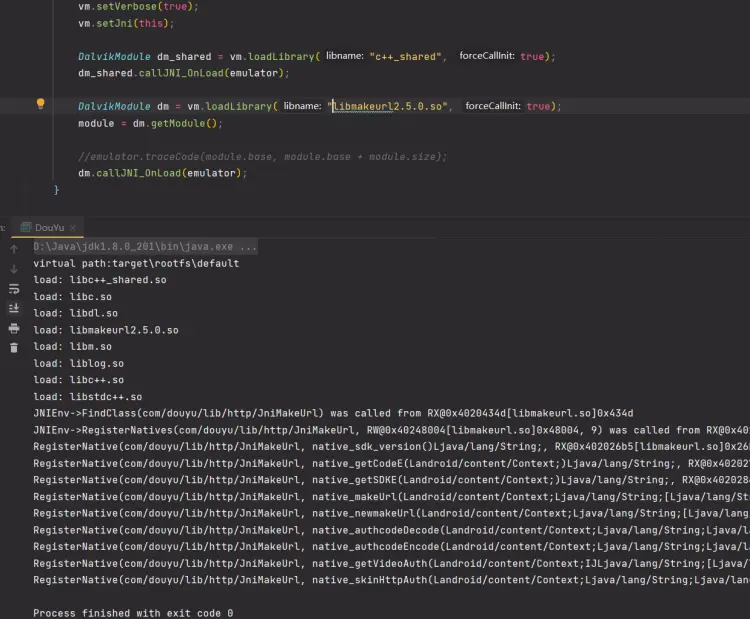 vm.setVerbose(true);
vm.setJni(this);
DalvikModule dm_shared = vm.loadLibrary( libname: "c++_shared", forceCallInit: true);
dm_shared.callJNI_OnLoad(emulator);
DalvikModule dm = vm.loadLibrary( libname: "libmakeurl2.5.0.so", forceCallInit: true);
module = dm.getModule();
//emulator.traceCode(module.base, module.base + module.size);
dm.callJNI_OnLoad(emulator);
}
n: DouYu ×
D:\Java\jdk1.8.0_201\bin\java.exe ...
virtual path:target\rootfs\default
load: libc++_shared.so
load: libc.so
load: libdl.so
load: libmakeurl2.5.0.so
load: libm.so
load: liblog.so
load: libc++.so
load: libstdc++.so
JNIEnv->FindClass(com/douyu/lib/http/JniMakeUrl) was called from RX@0x4020434d[libmakeurl.so]0x434d
JNIEnv->RegisterNatives(com/douyu/lib/http/JniMakeUrl, RW@0x40248004[libmakeurl.so]0x48004, 9) was called from RX@0x40
RegisterNative(com/douyu/lib/http/JniMakeUrl, native_sdk_version()Ljava/lang/String;, RX@0x402026b5[libmakeurl.so]0x26
RegisterNative(com/douyu/lib/http/JniMakeUrl, native_getCodeE(Landroid/content/Context;)Ljava/lang/String;, RX@0x40202
RegisterNative(com/douyu/lib/http/JniMakeUrl, native_getSDKE(Landroid/content/Context;)Ljava/lang/String;, RX@0x4020284
RegisterNative(com/douyu/lib/http/JniMakeUrl, native_makeUrl(Landroid/content/Context;Ljava/lang/String;[Ljava/lang/St
RegisterNative(com/douyu/lib/http/JniMakeUrl, native_newmakeUrl(Landroid/content/Context;Ljava/lang/String;[Ljava/lang
RegisterNative(com/douyu/lib/http/JniMakeUrl, native_authcodeDecode(Landroid/content/Context;Ljava/lang/String;Ljava/l
RegisterNative(com/douyu/lib/http/JniMakeUrl, native_authcodeEncode(Landroid/content/Context;Ljava/lang/String;Ljava/l
RegisterNative(com/douyu/lib/http/JniMakeUrl, native_getVideoAuth(Landroid/content/Context;IJLjava/lang/String;[Ljava/
RegisterNative(com/douyu/lib/http/JniMakeUrl, native_skinHttpAuth(Landroid/content/Context;Ljava/lang/String;Ljava/lan
Process finished with exit code 0